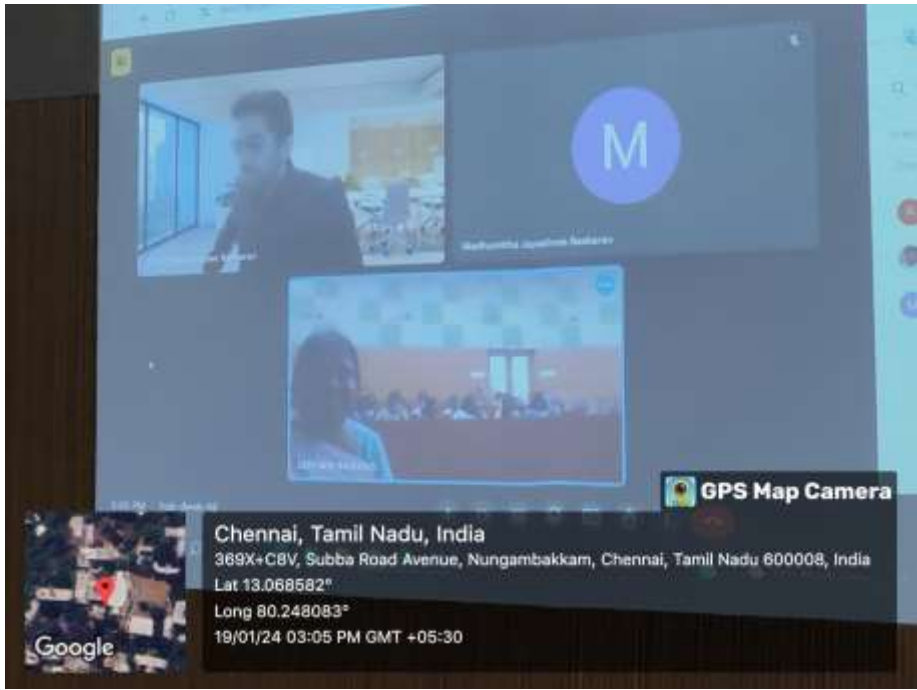 M
GPS Map Camera
Chennai, Tamil Nadu, India
369X+C8V, Subba Road Avenue, Nungambakkam, Chennai, Tamil Nadu 600008, India
Lat 13.068582°
Long 80.248083°
19/01/24 03:05 PM GMT +05:30
Google